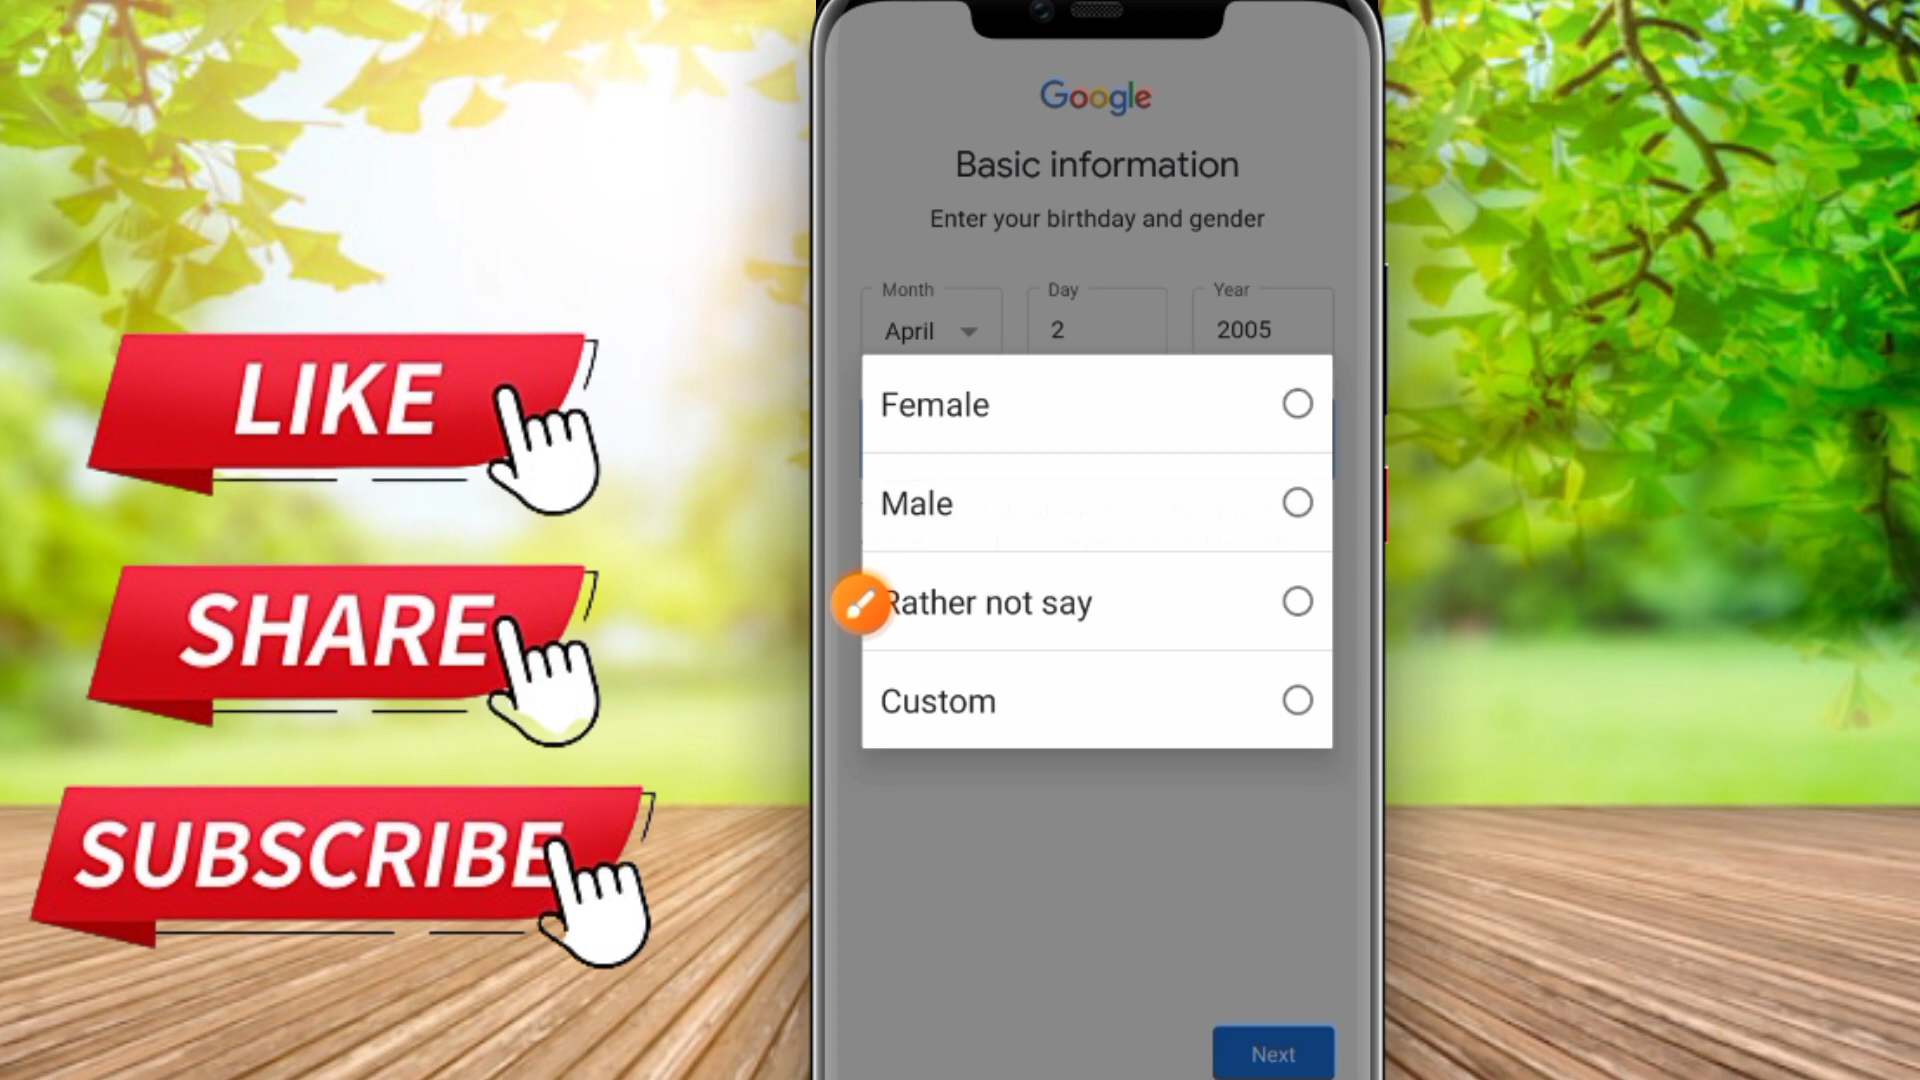 LIKE
SHARE
SUBSCRIBE
Google
Basic information
Enter your birthday and gender
Month
Day
Year
April
2
2005
Female
Male
Rather not say
Custom
Next